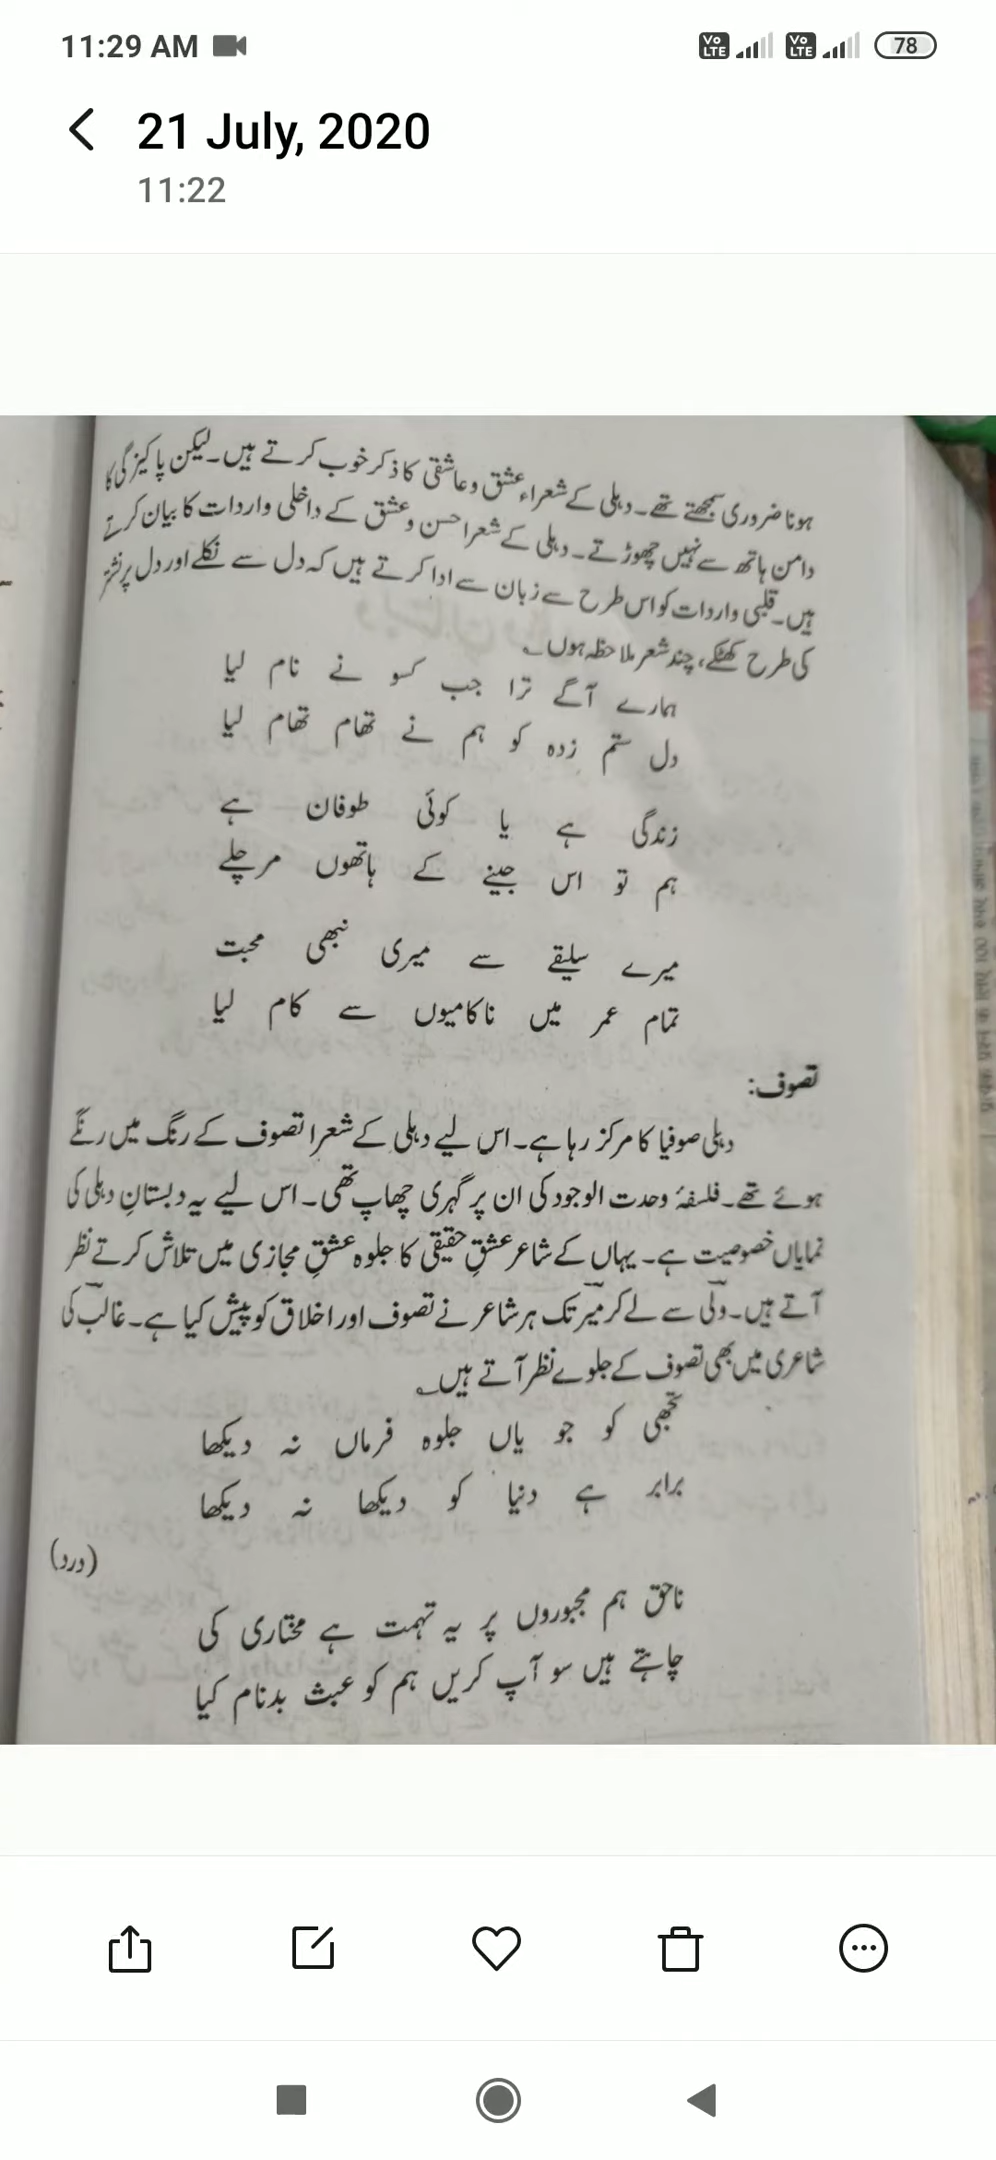 11:29 AM
Vo LTE Vo LTE 78
21 July, 2020
11:22
ہونا ضروری سمجھتے تھے۔ دہلی کے شعراء عشق و عاشقی کا ذکر خوب کرتے ہیں۔ لیکن پاکیزگی کا
دامن ہاتھ سے نہیں چھوڑتے۔ دہلی کے شعرا حسن و عشق کے داخلی واردات کا بیان کرتے
ہیں۔ قلبی واردات کو اس طرح سے زبان سے ادا کرتے ہیں کہ دل سے نکلے اور دل پر نشتر
کی طرح کھٹکے، چند شعر ملاحظہ ہوں۔
ہمارے آگے ترا جب کسو نے نام لیا
دل ستم زدہ کو ہم نے تھام تھام لیا
زندگی ہے یا کوئی طوفان ہے
ہم تو اس جینے کے ہاتھوں مر چلے
میرے سلیقے سے میری نبھی محبت
تمام عمر میں ناکامیوں سے کام لیا
تصوف:
دہلی صوفیا کا مرکز رہا ہے۔ اس لیے دہلی کے شعرا تصوف کے رنگ میں رنگے
ہوئے تھے۔ فلسفۂ وحدت الوجود کی ان پر گہری چھاپ تھی۔ اس لیے یہ دبستانِ دہلی کی
نمایاں خصوصیت ہے۔ یہاں کے شاعر عشقِ حقیقی کا جلوہ عشقِ مجازی میں تلاش کرتے نظر
آتے ہیں۔ ولی سے لے کر میر تک ہر شاعر نے تصوف اور اخلاق کو پیش کیا ہے۔ غالب کی
شاعری میں بھی تصوف کے جلوے نظر آتے ہیں۔
تجھی کو جو یاں جلوہ فرماں نہ دیکھا
برابر ہے دنیا کو دیکھا نہ دیکھا
(درد)
ناحق ہم مجبوروں پر یہ تہمت ہے مختاری کی
چاہتے ہیں سو آپ کریں ہم کو عبث بدنام کیا